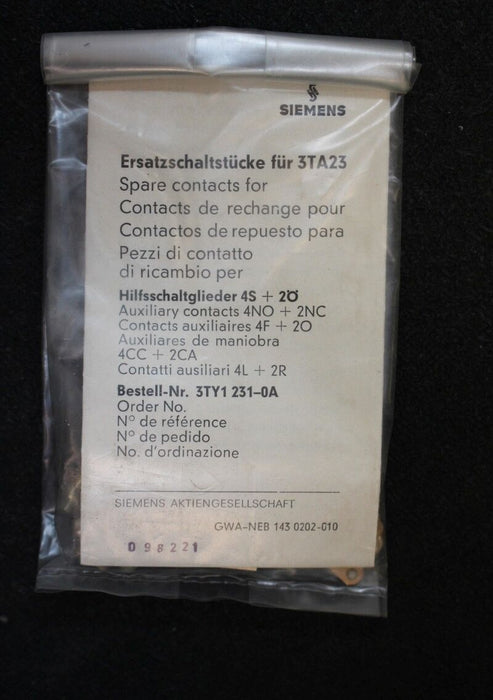 SIEMENS
Ersatzschaltstücke für 3TA23
Spare contacts for
Contacts de rechange pour
Contactos de repuesto para
Pezzi di contatto
di ricambio per
Hilfsschaltglieder 4S + 2Ö
Auxiliary contacts 4NO + 2NC
Contacts auxiliaires 4F + 2O
Auxiliares de maniobra
4CC + 2CA
Contatti ausiliari 4L + 2R
Bestell-Nr. 3TY1 231-0A
Order No.
N° de référence
N° de pedido
No. d'ordinazione
SIEMENS AKTIENGESELLSCHAFT
GWA-NEB 143 0202-010
098221